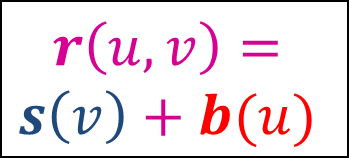 r(u, v) =
s(v) + b(u)